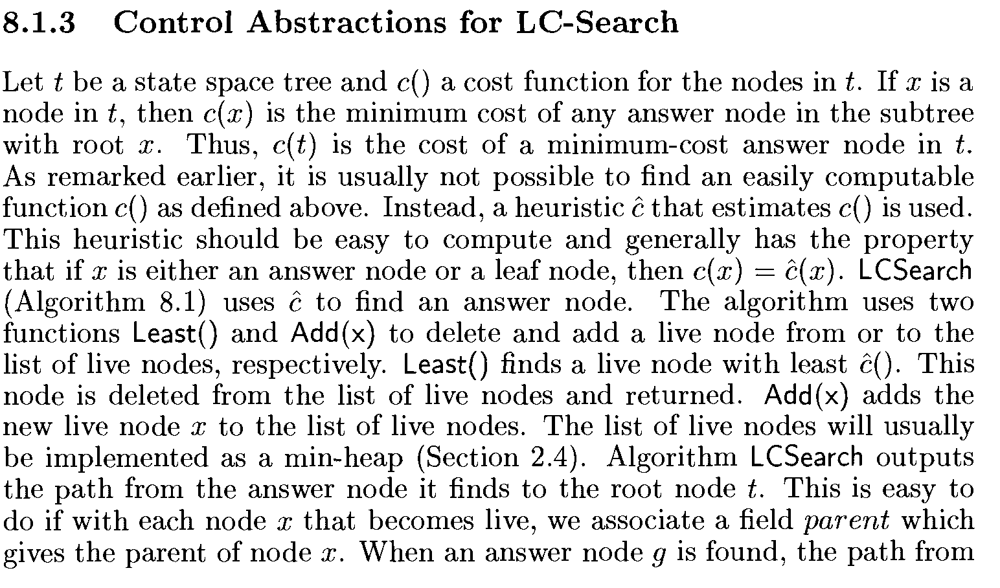 8.1.3 Control Abstractions for LC-Search
Let t be a state space tree and c() a cost function for the nodes in t. If x is a
node in t, then c(x) is the minimum cost of any answer node in the subtree
with root x. Thus, c(t) is the cost of a minimum-cost answer node in t.
As remarked earlier, it is usually not possible to find an easily computable
function c() as defined above. Instead, a heuristic ĉ that estimates c() is used.
This heuristic should be easy to compute and generally has the property
that if x is either an answer node or a leaf node, then c(x) = ĉ(x). LCSearch
(Algorithm 8.1) uses ĉ to find an answer node. The algorithm uses two
functions Least() and Add(x) to delete and add a live node from or to the
list of live nodes, respectively. Least() finds a live node with least ĉ(). This
node is deleted from the list of live nodes and returned. Add(x) adds the
new live node x to the list of live nodes. The list of live nodes will usually
be implemented as a min-heap (Section 2.4). Algorithm LCSearch outputs
the path from the answer node it finds to the root node t. This is easy to
do if with each node x that becomes live, we associate a field parent which
gives the parent of node x. When an answer node g is found, the path from